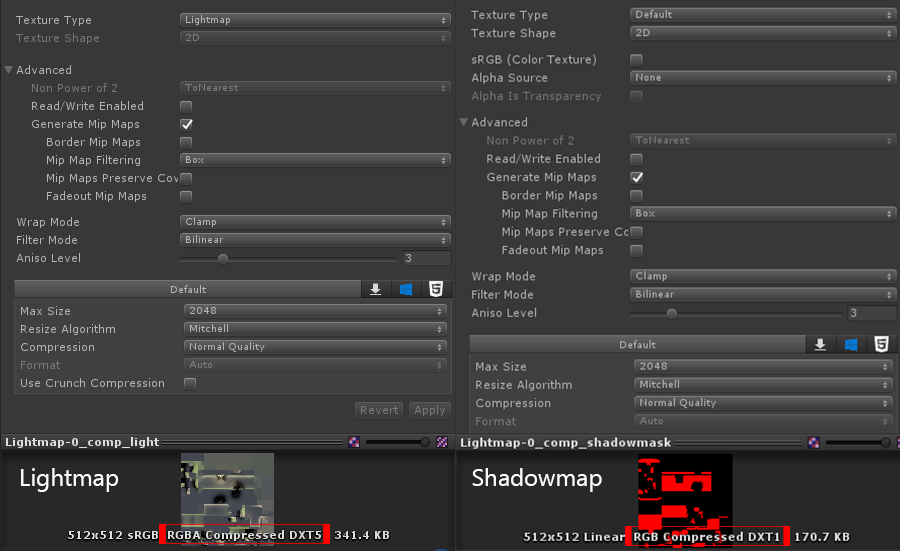 Texture Type Lightmap
Texture Shape 2D
Advanced
Non Power of 2 ToNearest
Read/Write Enabled
Generate Mip Maps
Border Mip Maps
Mip Map Filtering Box
Mip Maps Preserve Cov
Fadeout Mip Maps
Wrap Mode Clamp
Filter Mode Bilinear
Aniso Level 3
Default
Max Size 2048
Resize Algorithm Mitchell
Compression Normal Quality
Format Auto
Use Crunch Compression
Revert Apply
Lightmap-0_comp_light
Lightmap
512x512 sRGB RGBA Compressed DXT5 341.4 KB
Texture Type Default
Texture Shape 2D
sRGB (Color Texture)
Alpha Source None
Alpha Is Transparency
Advanced
Non Power of 2 ToNearest
Read/Write Enabled
Generate Mip Maps
Border Mip Maps
Mip Map Filtering Box
Mip Maps Preserve Co
Fadeout Mip Maps
Wrap Mode Clamp
Filter Mode Bilinear
Aniso Level 3
Default
Max Size 2048
Resize Algorithm Mitchell
Compression Normal Quality
Format Auto
Lightmap-0_comp_shadowmask
Shadowmap
512x512 Linear RGB Compressed DXT1 170.7 KB